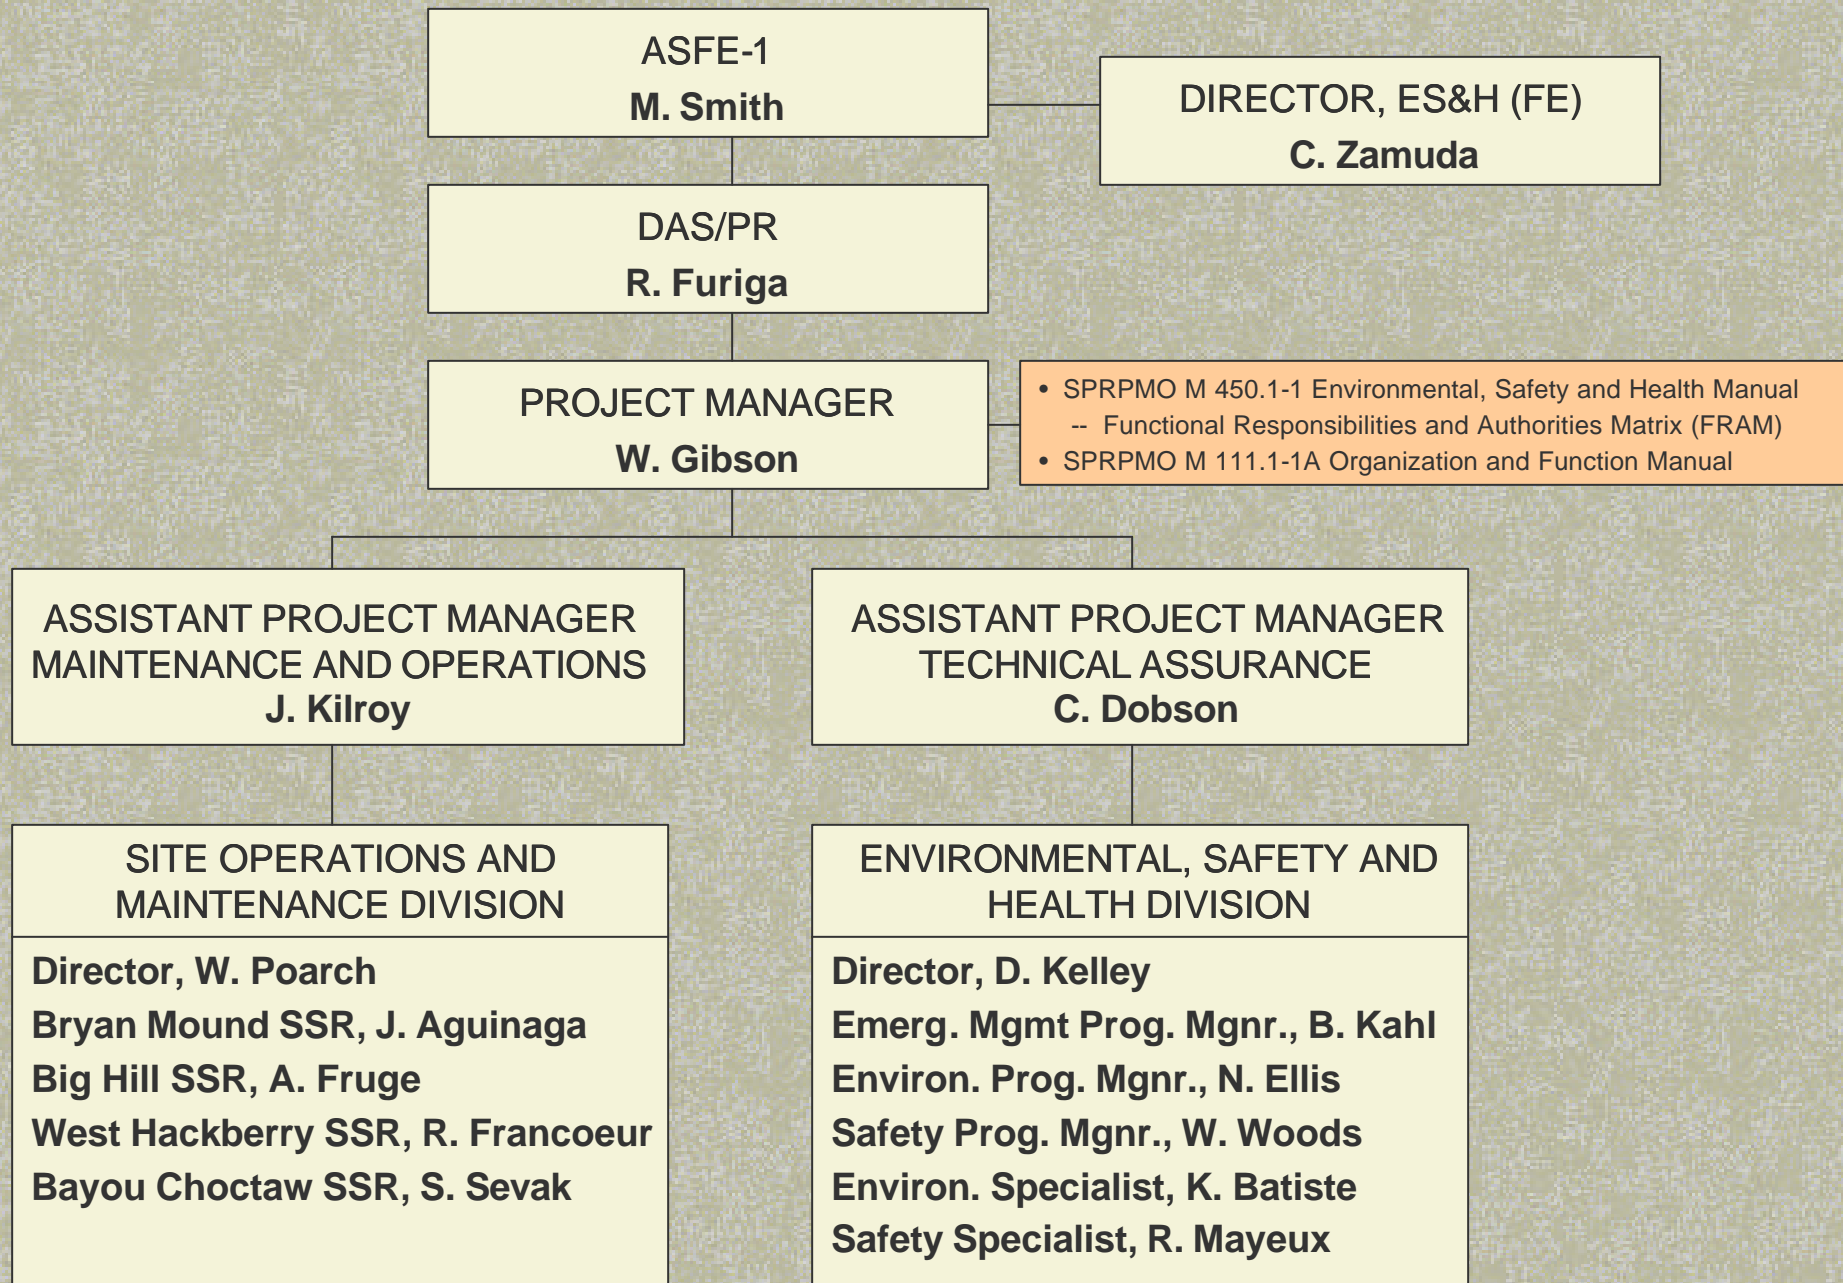 ASFE-1
M. Smith
DIRECTOR, ES&H (FE)
C. Zamuda
DAS/PR
R. Furiga
PROJECT MANAGER
W. Gibson
• SPRPMO M 450.1-1 Environmental, Safety and Health Manual
-- Functional Responsibilities and Authorities Matrix (FRAM)
• SPRPMO M 111.1-1A Organization and Function Manual
ASSISTANT PROJECT MANAGER
MAINTENANCE AND OPERATIONS
J. Kilroy
ASSISTANT PROJECT MANAGER
TECHNICAL ASSURANCE
C. Dobson
SITE OPERATIONS AND
MAINTENANCE DIVISION
Director, W. Poarch
Bryan Mound SSR, J. Aguinaga
Big Hill SSR, A. Fruge
West Hackberry SSR, R. Francoeur
Bayou Choctaw SSR, S. Sevak
ENVIRONMENTAL, SAFETY AND
HEALTH DIVISION
Director, D. Kelley
Emerg. Mgmt Prog. Mgnr., B. Kahl
Environ. Prog. Mgnr., N. Ellis
Safety Prog. Mgnr., W. Woods
Environ. Specialist, K. Batiste
Safety Specialist, R. Mayeux